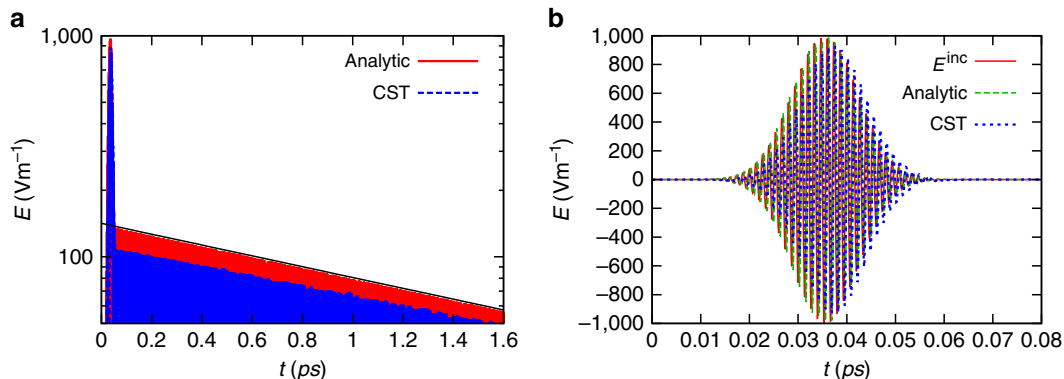 a
1,000
100
E (Vm−1)
Analytic
CST
0 0.2 0.4 0.6 0.8 1 1.2 1.4 1.6
t (ps)
b
1,000
800
600
400
200
0
−200
−400
−600
−800
−1,000
E (Vm−1)
Einc
Analytic
CST
0 0.01 0.02 0.03 0.04 0.05 0.06 0.07 0.08
t (ps)